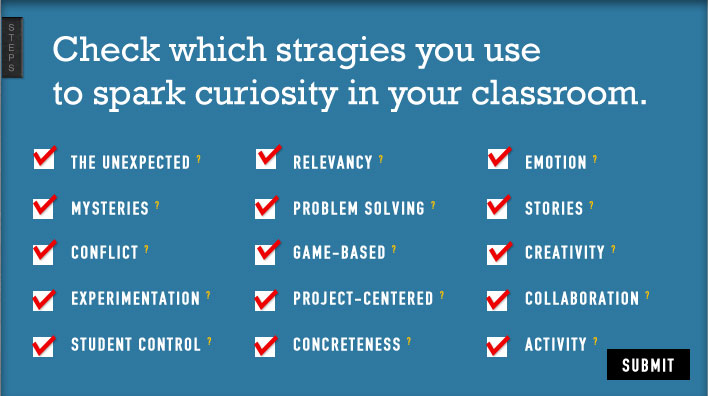 STEPS
Check which stragies you use
to spark curiosity in your classroom.
THE UNEXPECTED ?
RELEVANCY ?
EMOTION ?
MYSTERIES ?
PROBLEM SOLVING ?
STORIES ?
CONFLICT ?
GAME-BASED ?
CREATIVITY ?
EXPERIMENTATION ?
PROJECT-CENTERED ?
COLLABORATION ?
STUDENT CONTROL ?
CONCRETENESS ?
ACTIVITY ?
SUBMIT